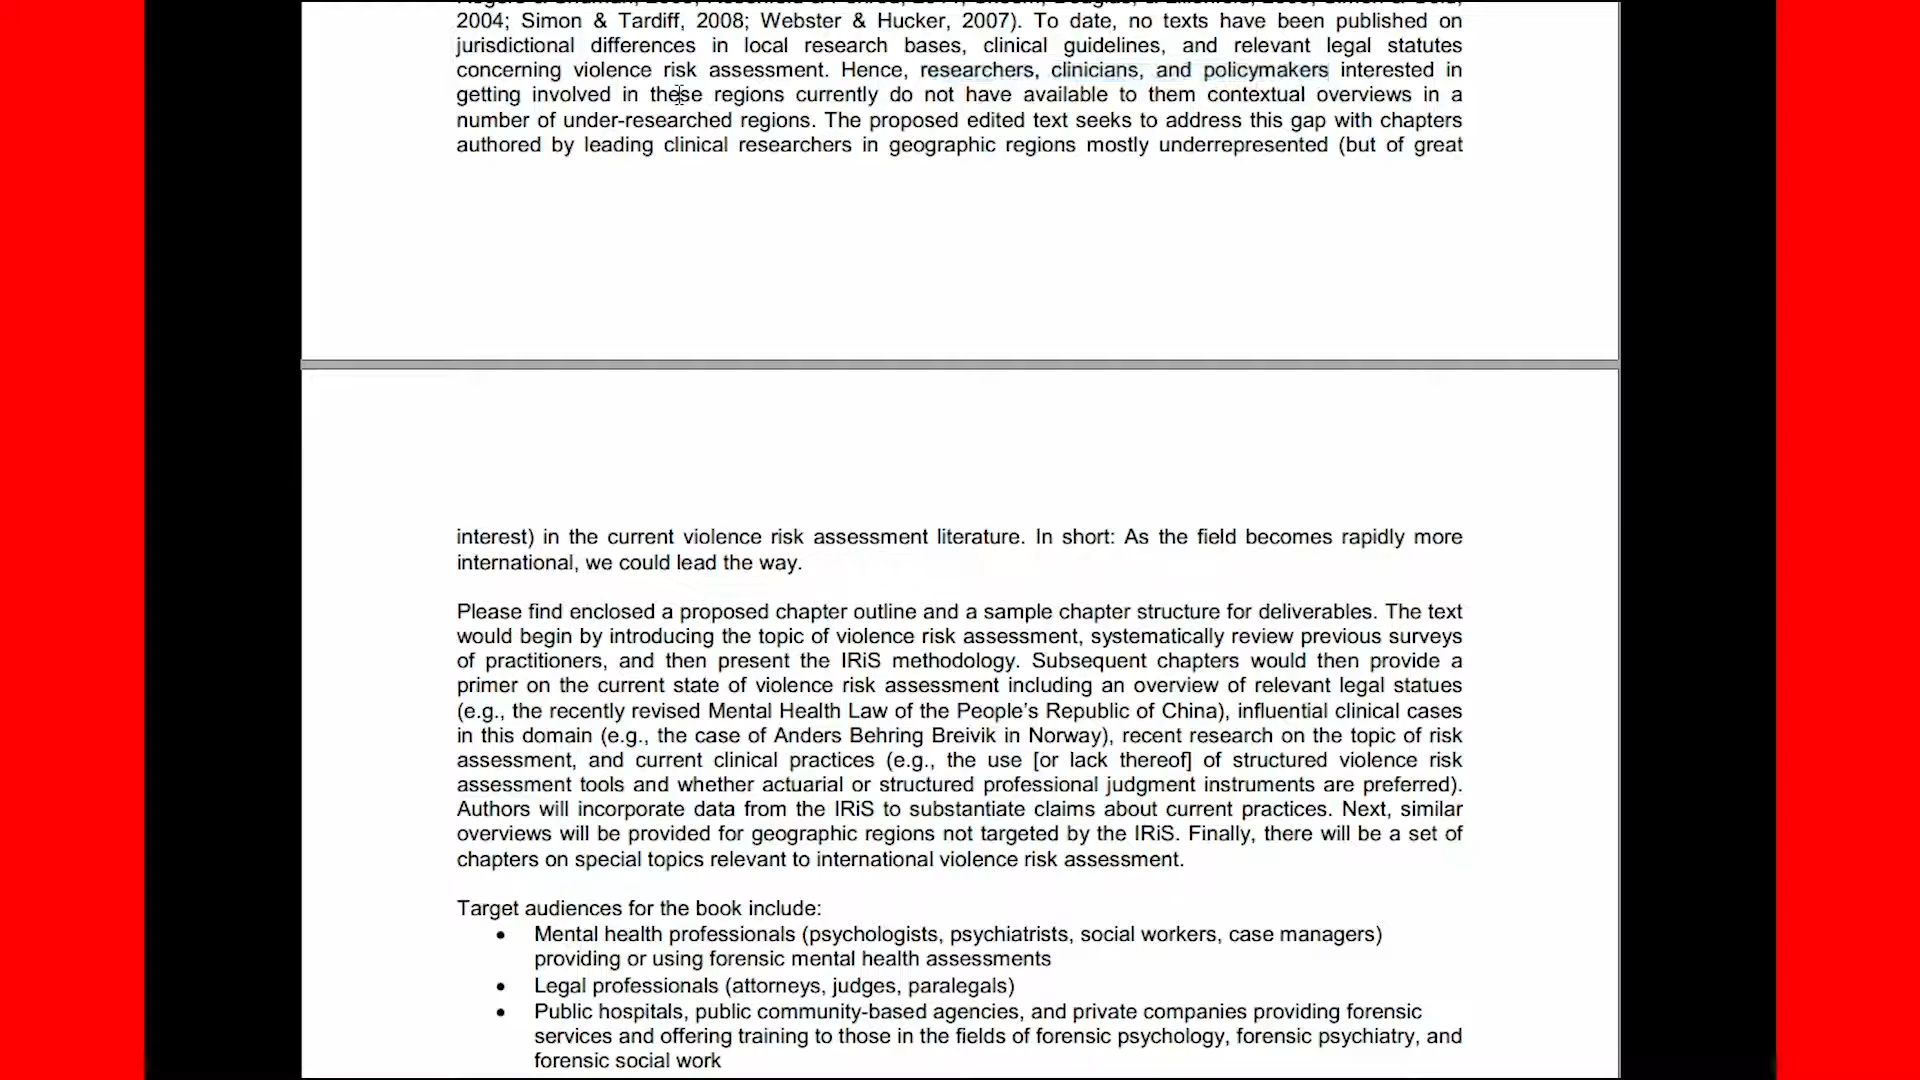 2004; Simon & Tardiff, 2008; Webster & Hucker, 2007). To date, no texts have been published on
jurisdictional differences in local research bases, clinical guidelines, and relevant legal statutes
concerning violence risk assessment. Hence, researchers, clinicians, and policymakers interested in
getting involved in these regions currently do not have available to them contextual overviews in a
number of under-researched regions. The proposed edited text seeks to address this gap with chapters
authored by leading clinical researchers in geographic regions mostly underrepresented (but of great
interest) in the current violence risk assessment literature. In short: As the field becomes rapidly more
international, we could lead the way.
Please find enclosed a proposed chapter outline and a sample chapter structure for deliverables. The text
would begin by introducing the topic of violence risk assessment, systematically review previous surveys
of practitioners, and then present the IRiS methodology. Subsequent chapters would then provide a
primer on the current state of violence risk assessment including an overview of relevant legal statues
(e.g., the recently revised Mental Health Law of the People's Republic of China), influential clinical cases
in this domain (e.g., the case of Anders Behring Breivik in Norway), recent research on the topic of risk
assessment, and current clinical practices (e.g., the use [or lack thereof] of structured violence risk
assessment tools and whether actuarial or structured professional judgment instruments are preferred).
Authors will incorporate data from the IRiS to substantiate claims about current practices. Next, similar
overviews will be provided for geographic regions not targeted by the IRiS. Finally, there will be a set of
chapters on special topics relevant to international violence risk assessment.
Target audiences for the book include:
• Mental health professionals (psychologists, psychiatrists, social workers, case managers)
providing or using forensic mental health assessments
• Legal professionals (attorneys, judges, paralegals)
• Public hospitals, public community-based agencies, and private companies providing forensic
services and offering training to those in the fields of forensic psychology, forensic psychiatry, and
forensic social work